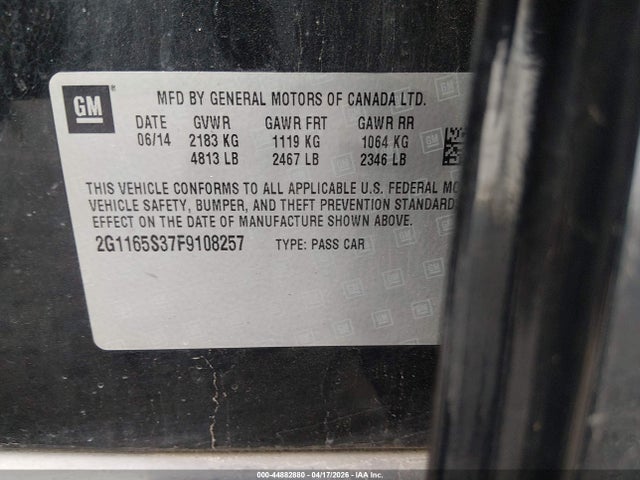 GM
MFD BY GENERAL MOTORS OF CANADA LTD.
DATE GVWR GAWR FRT GAWR RR
06/14 2183 KG 1119 KG 1064 KG
4813 LB 2467 LB 2346 LB
THIS VEHICLE CONFORMS TO ALL APPLICABLE U.S. FEDERAL MO
VEHICLE SAFETY, BUMPER, AND THEFT PREVENTION STANDARD
EFFECT ON THE DATE OF MANUFACTURE SHOWN ABOVE.
2G1165S37F9108257 TYPE: PASS CAR
000-44882880 - 04/17/2026 - IAA Inc.